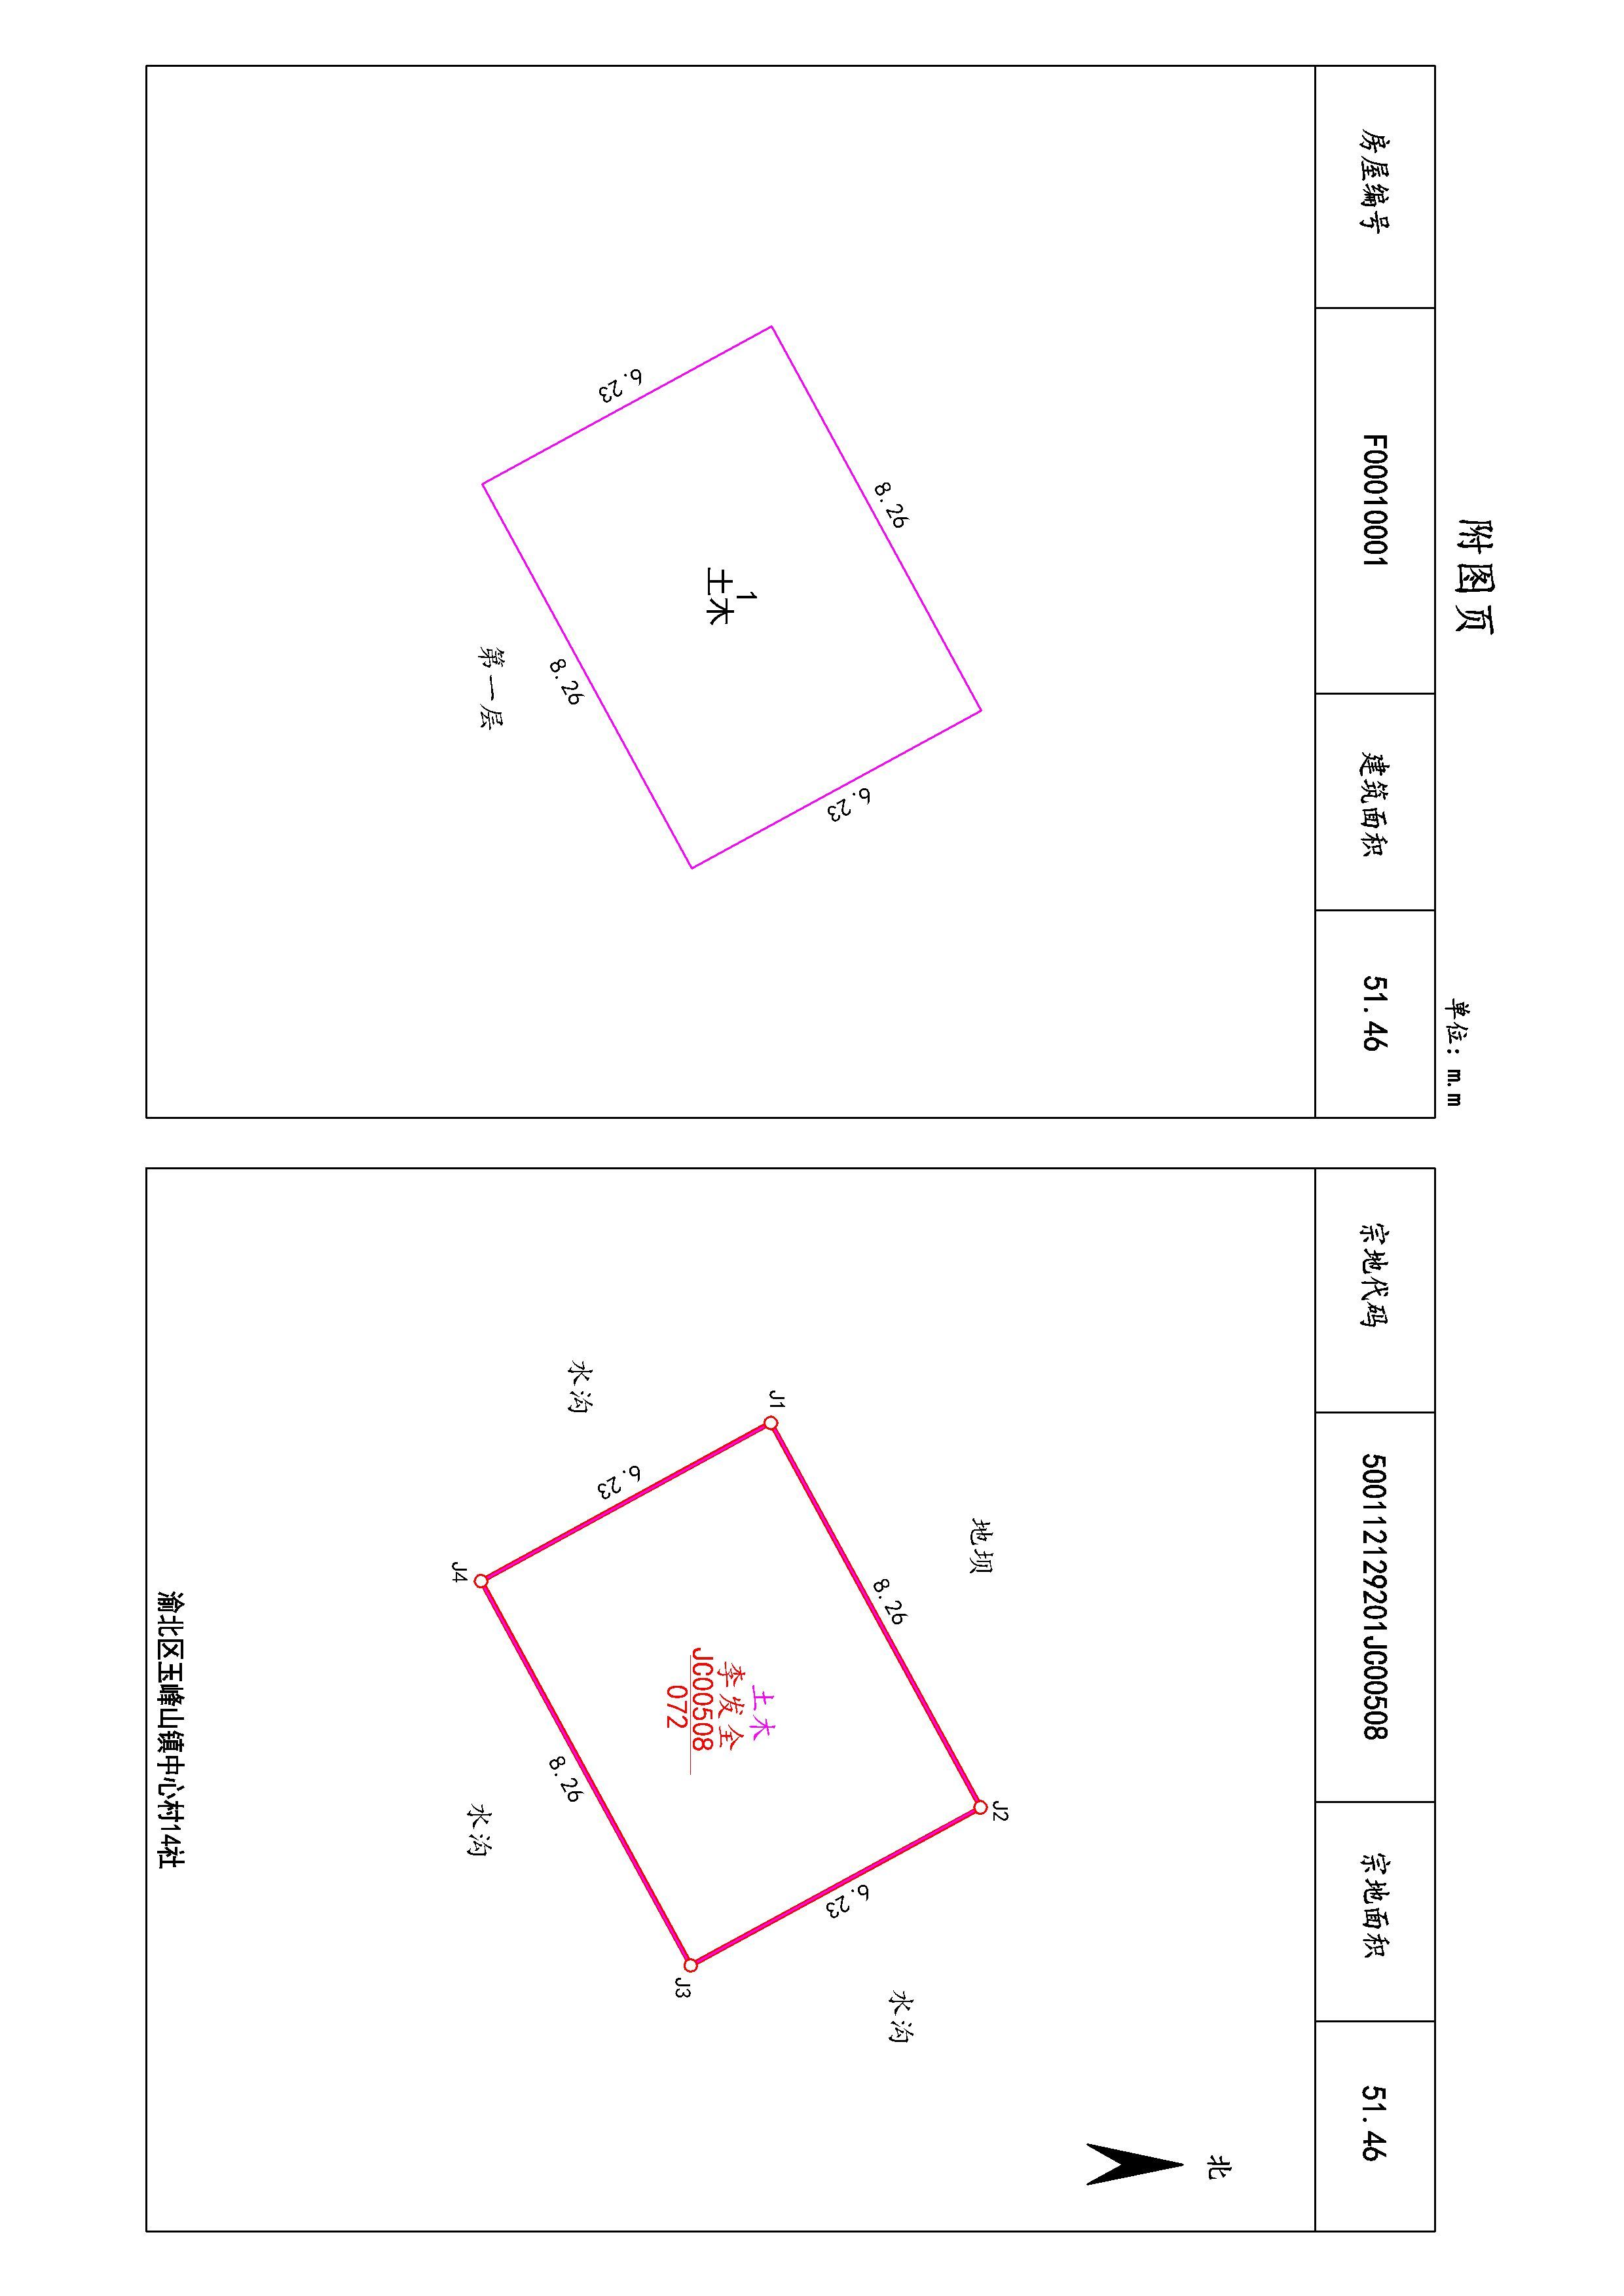 附图页
单位：m.m
房屋编号 F00010001 建筑面积 51.46
8.26
6.23
1
土木
6.23
8.26
第一层
宗地代码 500112129201JC00508 宗地面积 51.46
北
J2
水沟
地坝
6.23
8.26
J1
土木
李发全
JC00508
072
J3
6.23
水沟
8.26
J4
水沟
渝北区玉峰山镇中心村14社